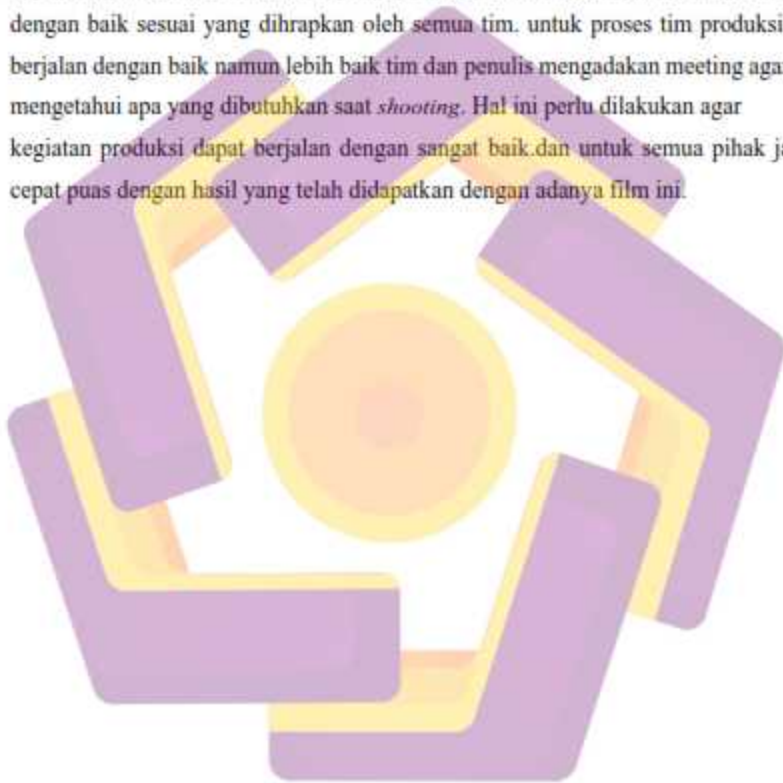 dengan baik sesuai yang dihrapkan oleh semua tim. untuk proses tim produksi
berjalan dengan baik namun lebih baik tim dan penulis mengadakan meeting aga
mengetahui apa yang dibutuhkan saat shooting. Hal ini perlu dilakukan agar
kegiatan produksi dapat berjalan dengan sangat baik.dan untuk semua pihak j
cepat puas dengan hasil yang telah didapatkan dengan adanya film ini.